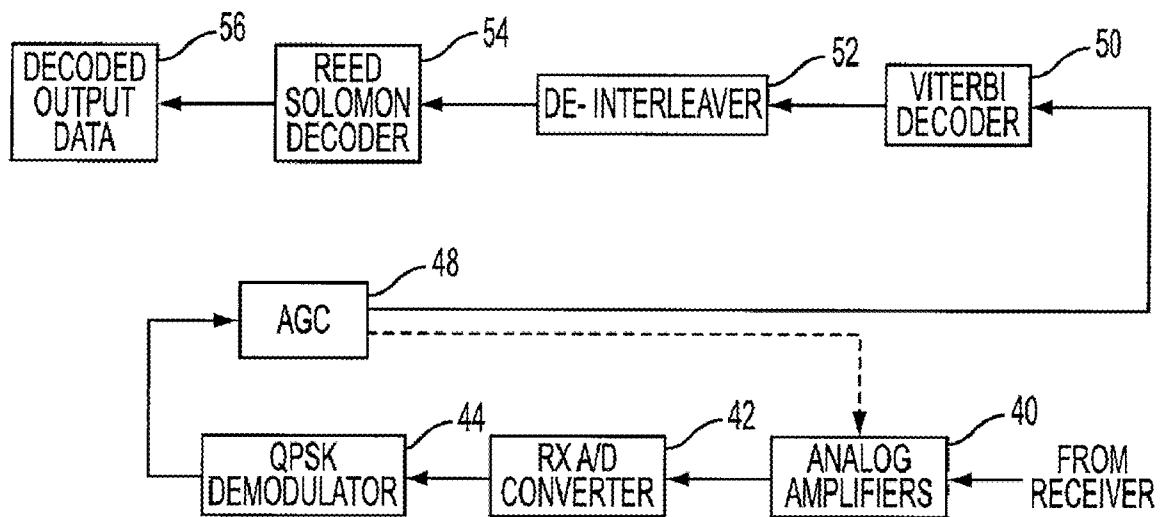 56
DECODED
OUTPUT
DATA
54
REED
SOLOMON
DECODER
52
DE- INTERLEAVER
50
VITERBI
DECODER
48
AGC
44
QPSK
DEMODULATOR
42
RX A/D
CONVERTER
40
ANALOG
AMPLIFIERS
FROM
RECEIVER